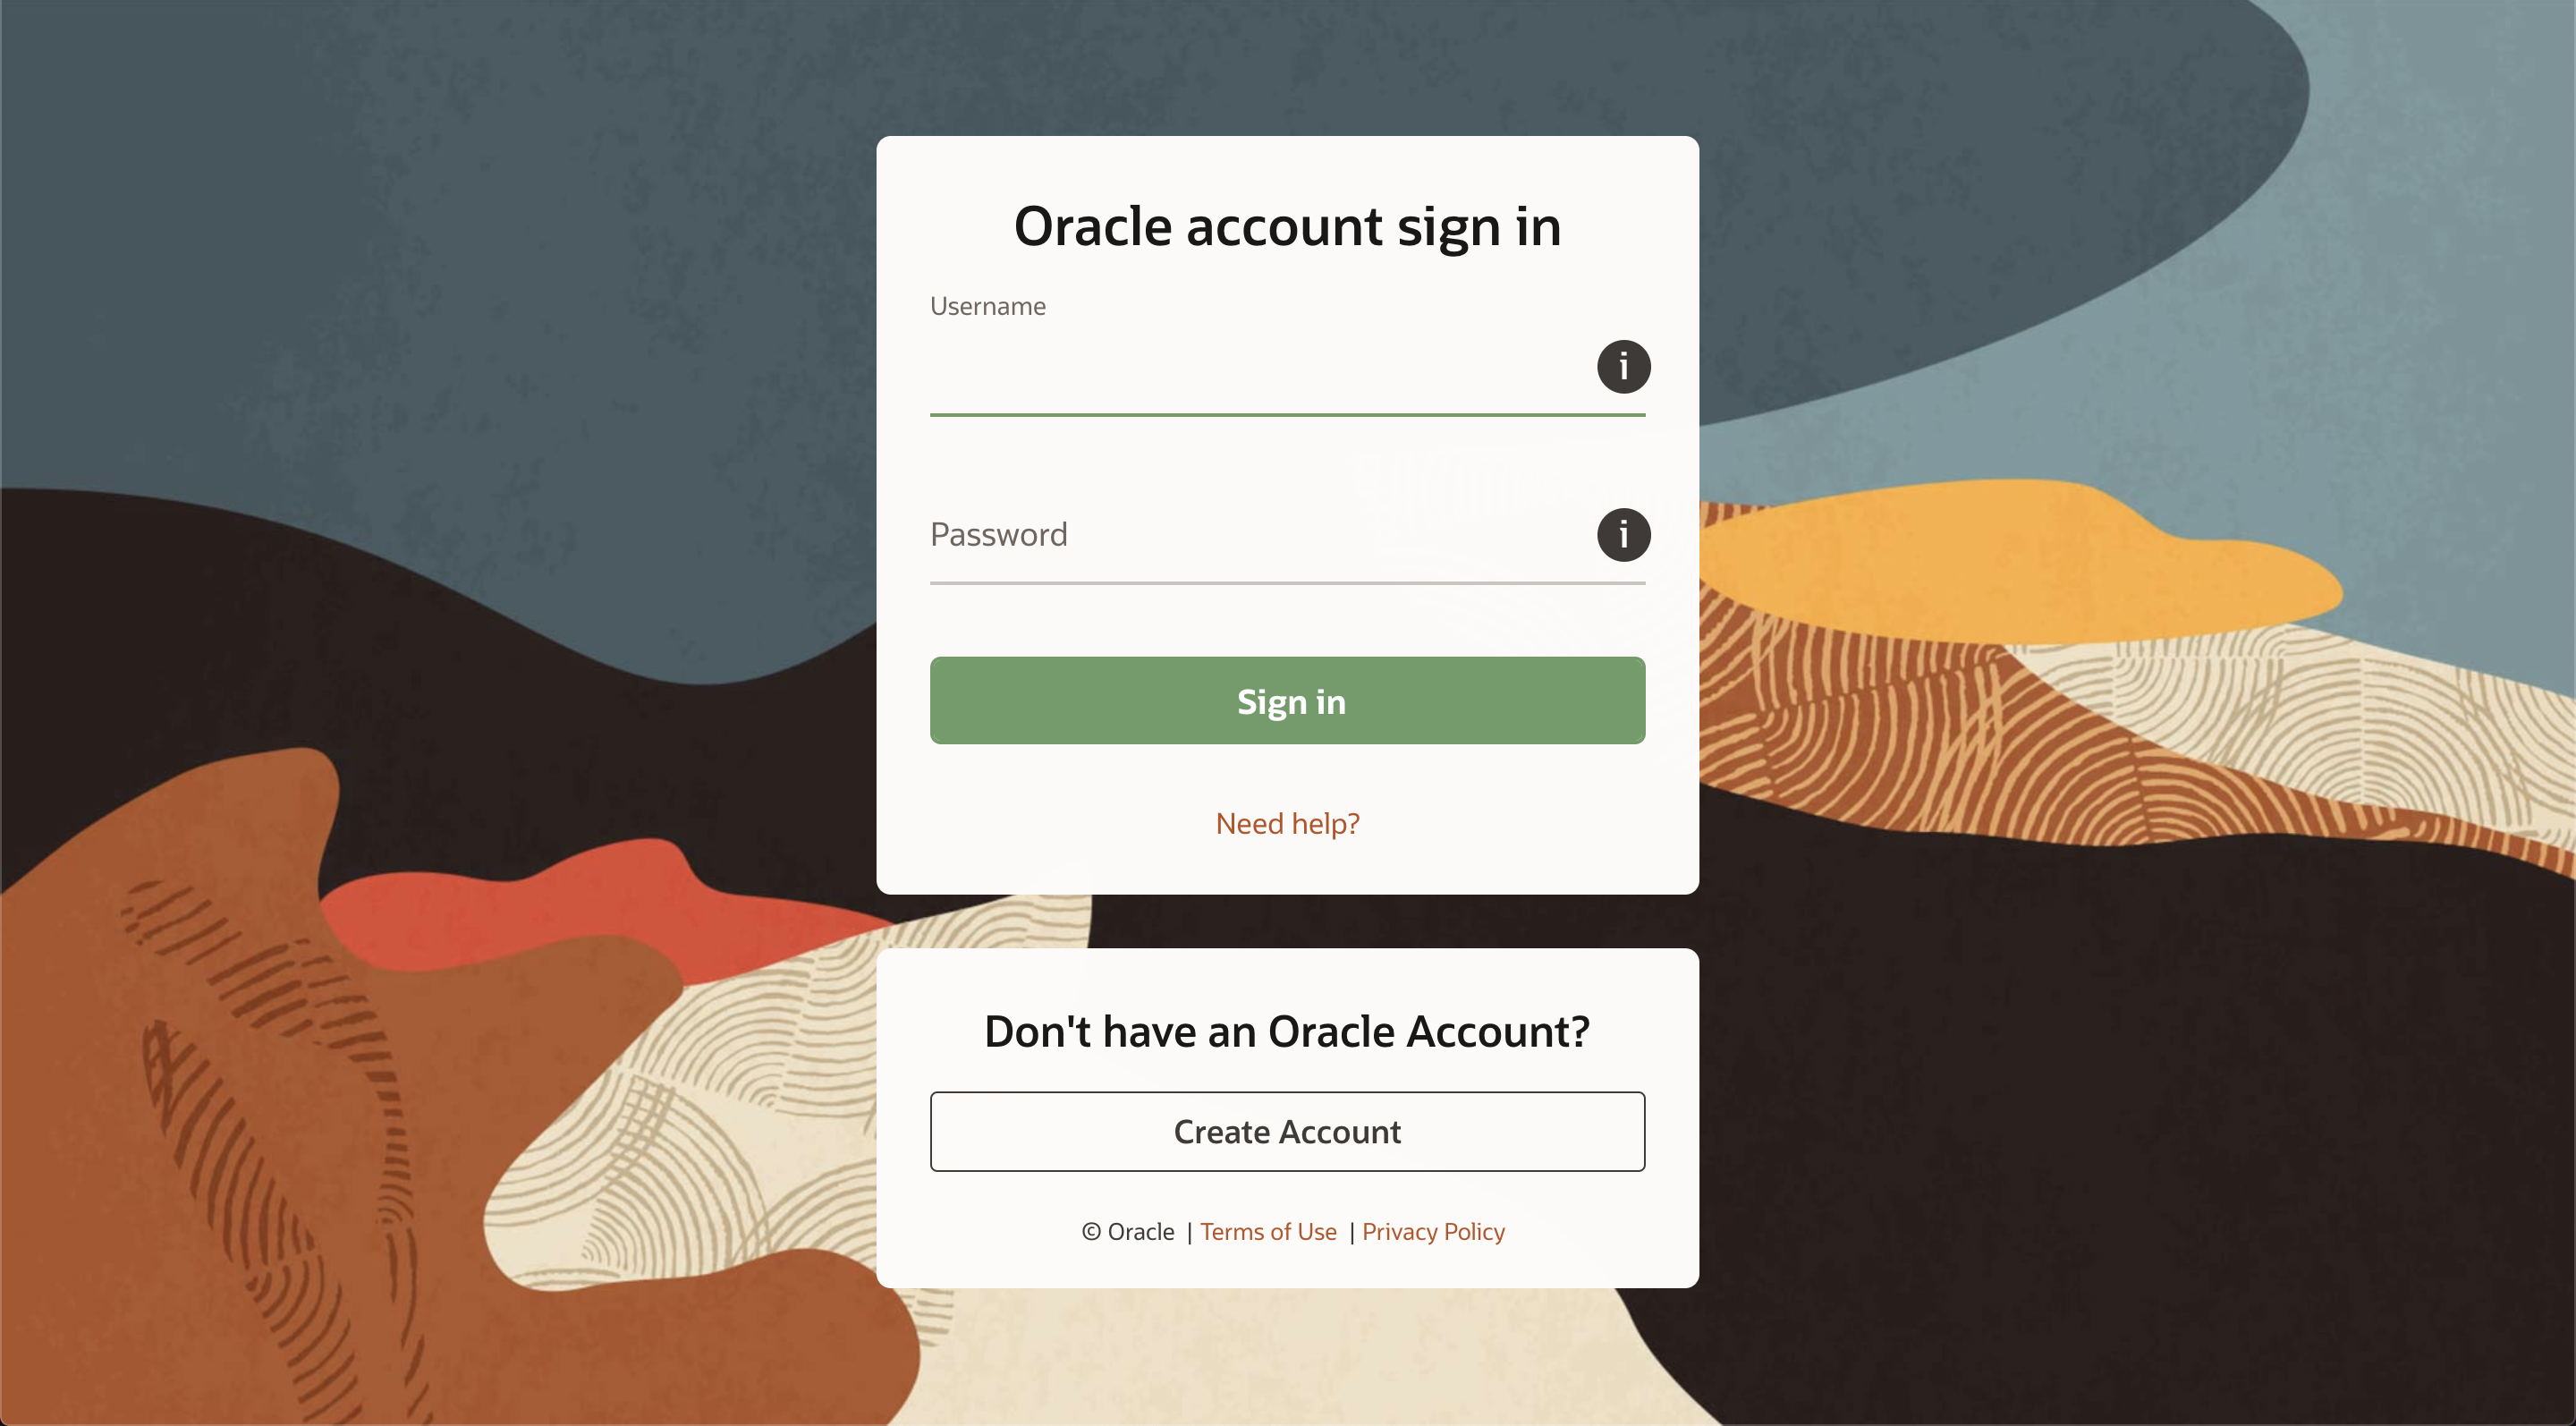 Oracle account sign in
Username
i
Password
i
Sign in
Need help?
Don't have an Oracle Account?
Create Account
© Oracle | Terms of Use | Privacy Policy